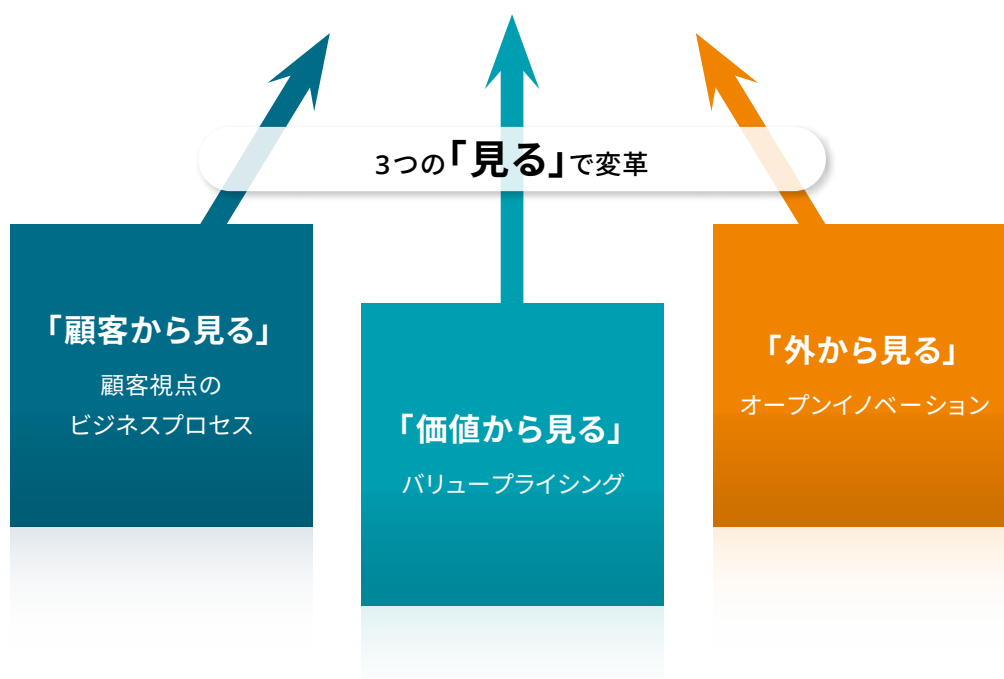 3つの「見る」で変革
「顧客から見る」
顧客視点の
ビジネスプロセス
「価値から見る」
バリュープライシング
「外から見る」
オープンイノベーション